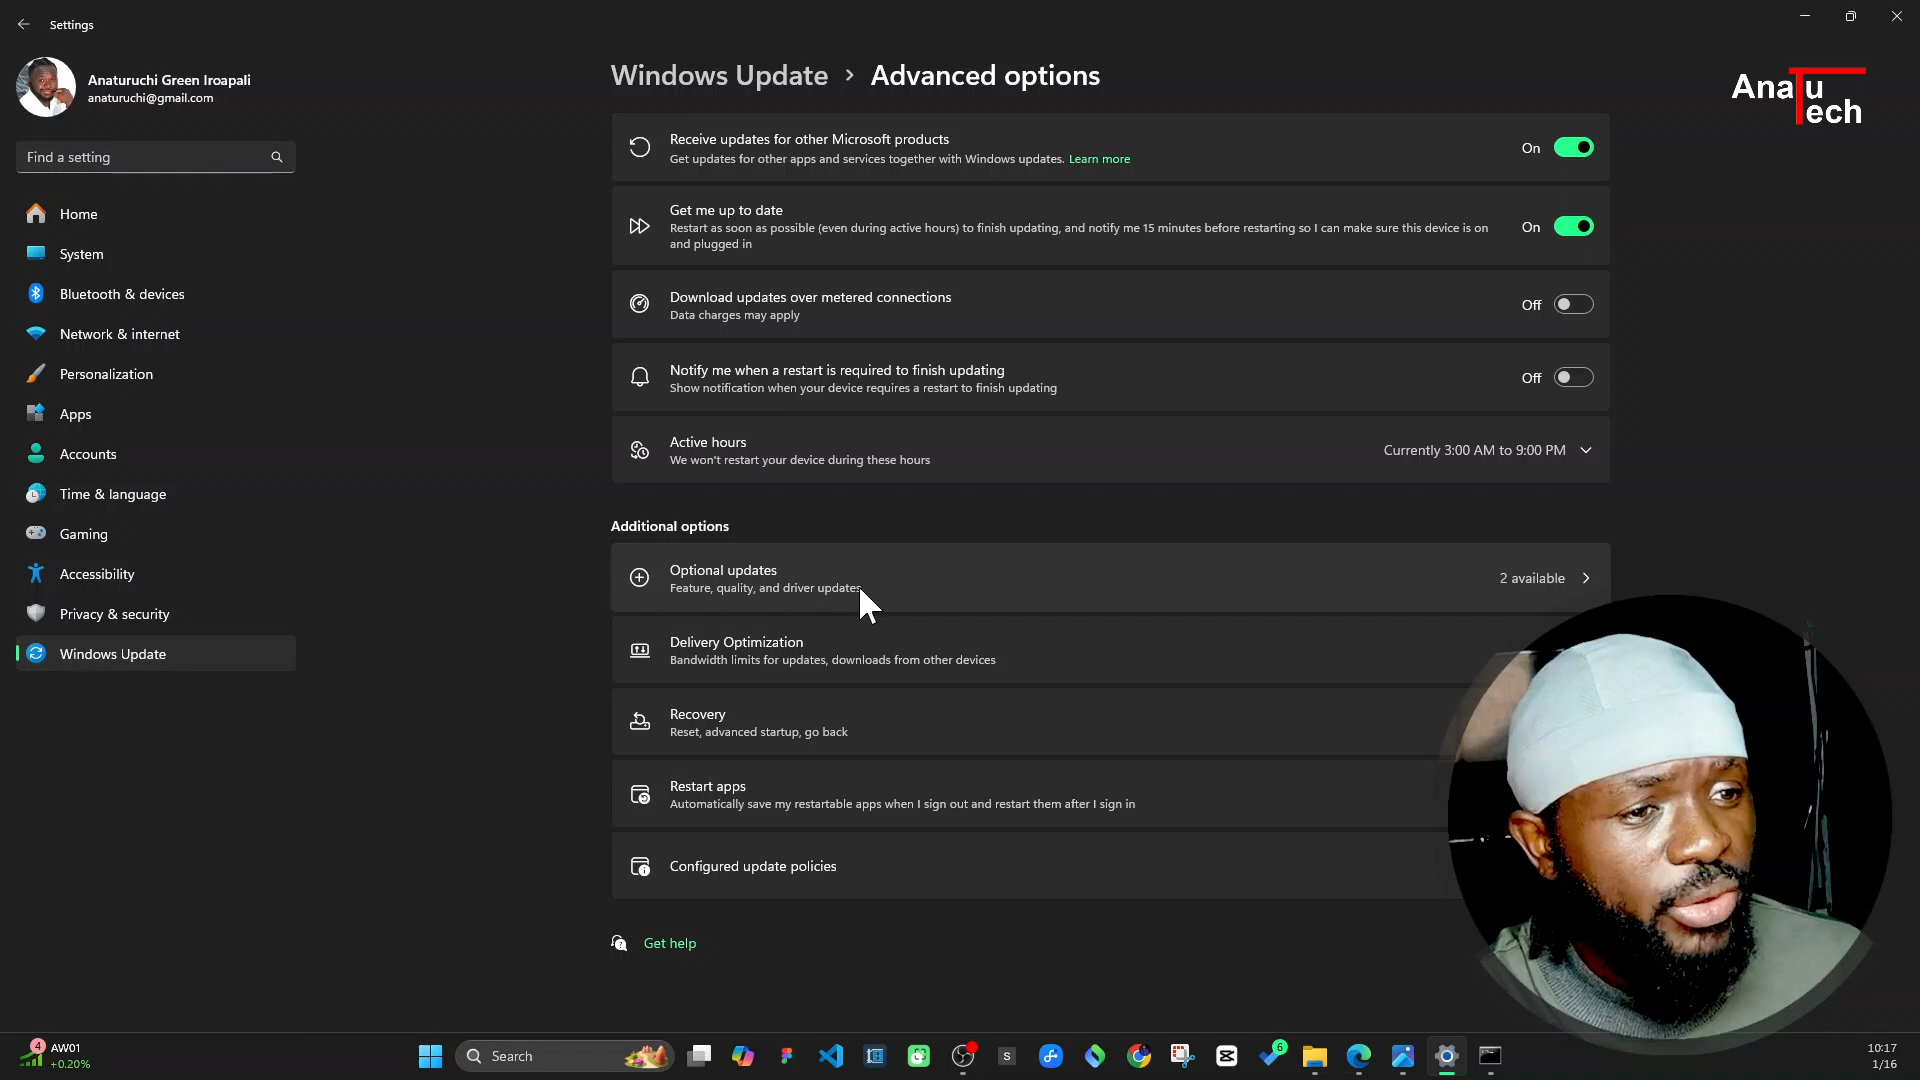 Settings
Anaturuchi Green Iroapali
anaturuchi@gmail.com
Find a setting
Home
System
Bluetooth & devices
Network & internet
Personalization
Apps
Accounts
Time & language
Gaming
Accessibility
Privacy & security
Windows Update
Windows Update > Advanced options
AnaTu
Tech
Receive updates for other Microsoft products
Get updates for other apps and services together with Windows updates. Learn more
On
Get me up to date
Restart as soon as possible (even during active hours) to finish updating, and notify me 15 minutes before restarting so I can make sure this device is on
and plugged in
On
Download updates over metered connections
Data charges may apply
Off
Notify me when a restart is required to finish updating
Show notification when your device requires a restart to finish updating
Off
Active hours
We won't restart your device during these hours
Currently 3:00 AM to 9:00 PM
Additional options
Optional updates
Feature, quality, and driver updates
2 available
Delivery Optimization
Bandwidth limits for updates, downloads from other devices
Recovery
Reset, advanced startup, go back
Restart apps
Automatically save my restartable apps when I sign out and restart them after I sign in
Configured update policies
Get help
4
AW01
+0.20%
Search
S
6
10:17
1/16